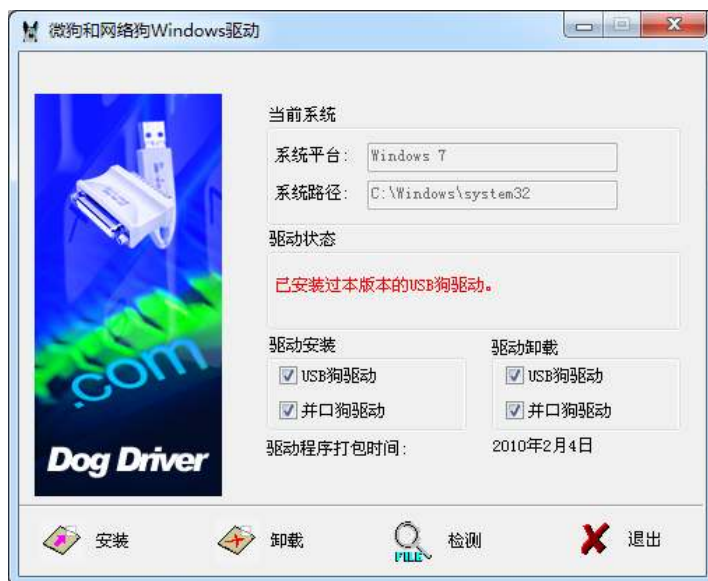 微狗和网络狗Windows驱动
当前系统
系统平台: Windows 7
系统路径: C:\Windows\system32
驱动状态
已安装过本版本的USB狗驱动。
驱动安装 驱动卸载
USB狗驱动 USB狗驱动
并口狗驱动 并口狗驱动
驱动程序打包时间: 2010年2月4日
.com
Dog Driver
安装 卸载 FILE 检测 退出